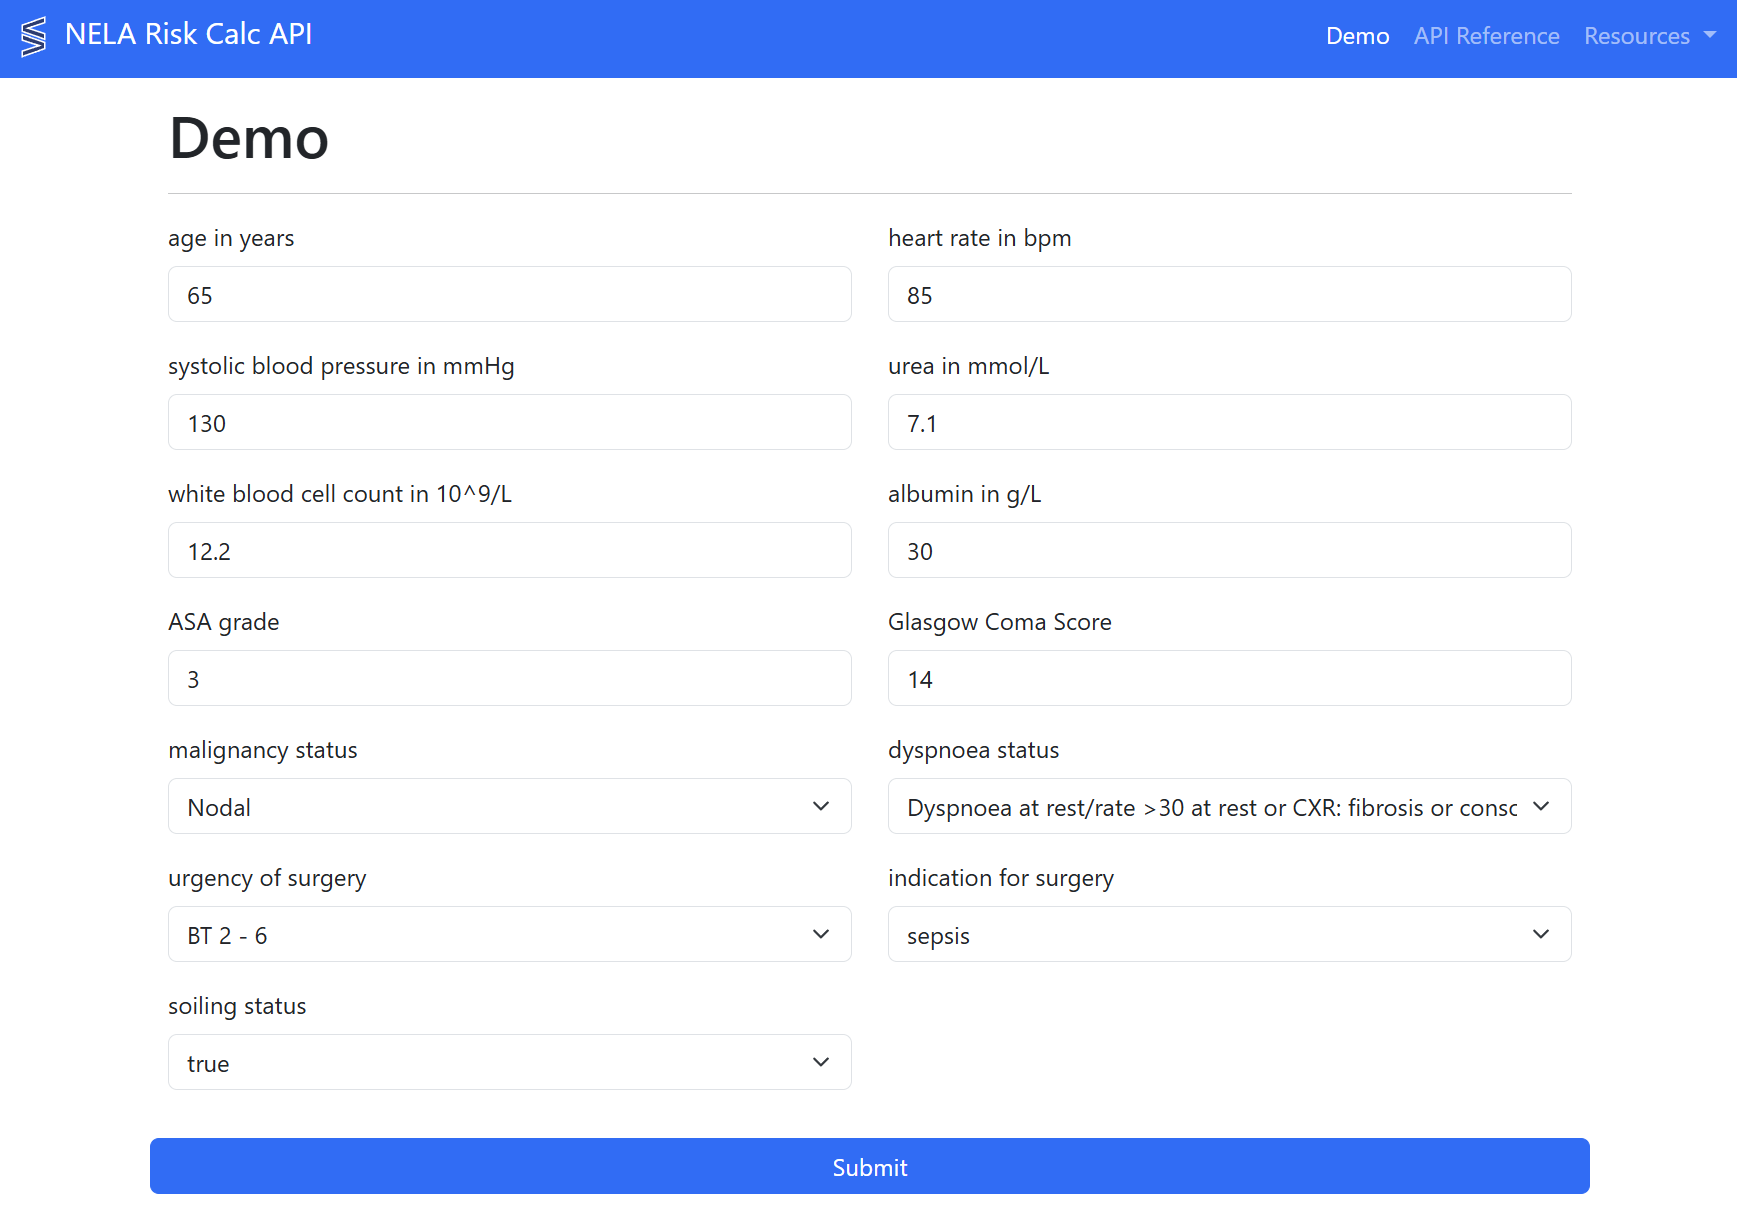 NELA Risk Calc API
Demo API Reference Resources
Demo
age in years
65
heart rate in bpm
85
systolic blood pressure in mmHg
130
urea in mmol/L
7.1
white blood cell count in 10^9/L
12.2
albumin in g/L
30
ASA grade
3
Glasgow Coma Score
14
malignancy status
Nodal
dyspnoea status
Dyspnoea at rest/rate >30 at rest or CXR: fibrosis or consc
urgency of surgery
BT 2 - 6
indication for surgery
sepsis
soiling status
true
Submit